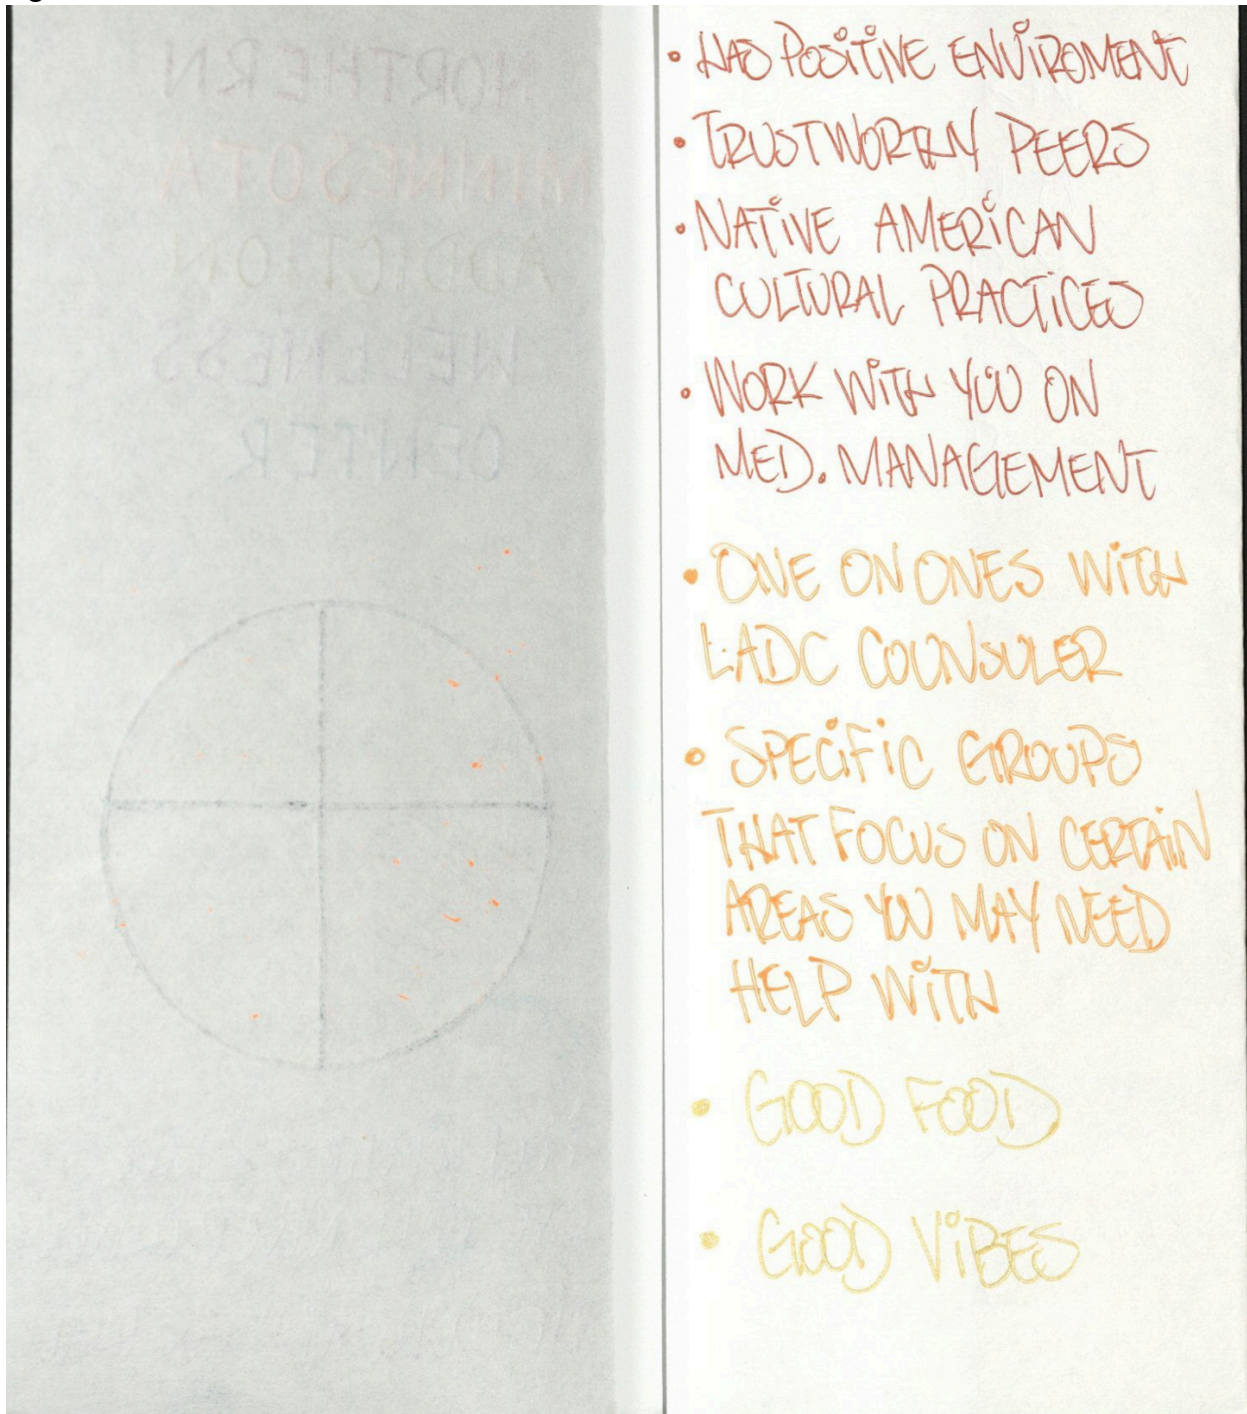 NORTHERN
MINNESOTA
ADDICTION
WELLNESS
CENTER
• HAS POSITIVE ENVIROMENT
• TRUSTWORTHY PEERS
• NATIVE AMERICAN
CULTURAL PRACTICES
• WORK WITH YOU ON
MED. MANAGEMENT
• ONE ON ONES WITH
LADC COUNSULER
• SPECIFIC GROUPS
THAT FOCUS ON CERTAIN
AREAS YOU MAY NEED
HELP WITH
• GOOD FOOD
• GOOD VIBES